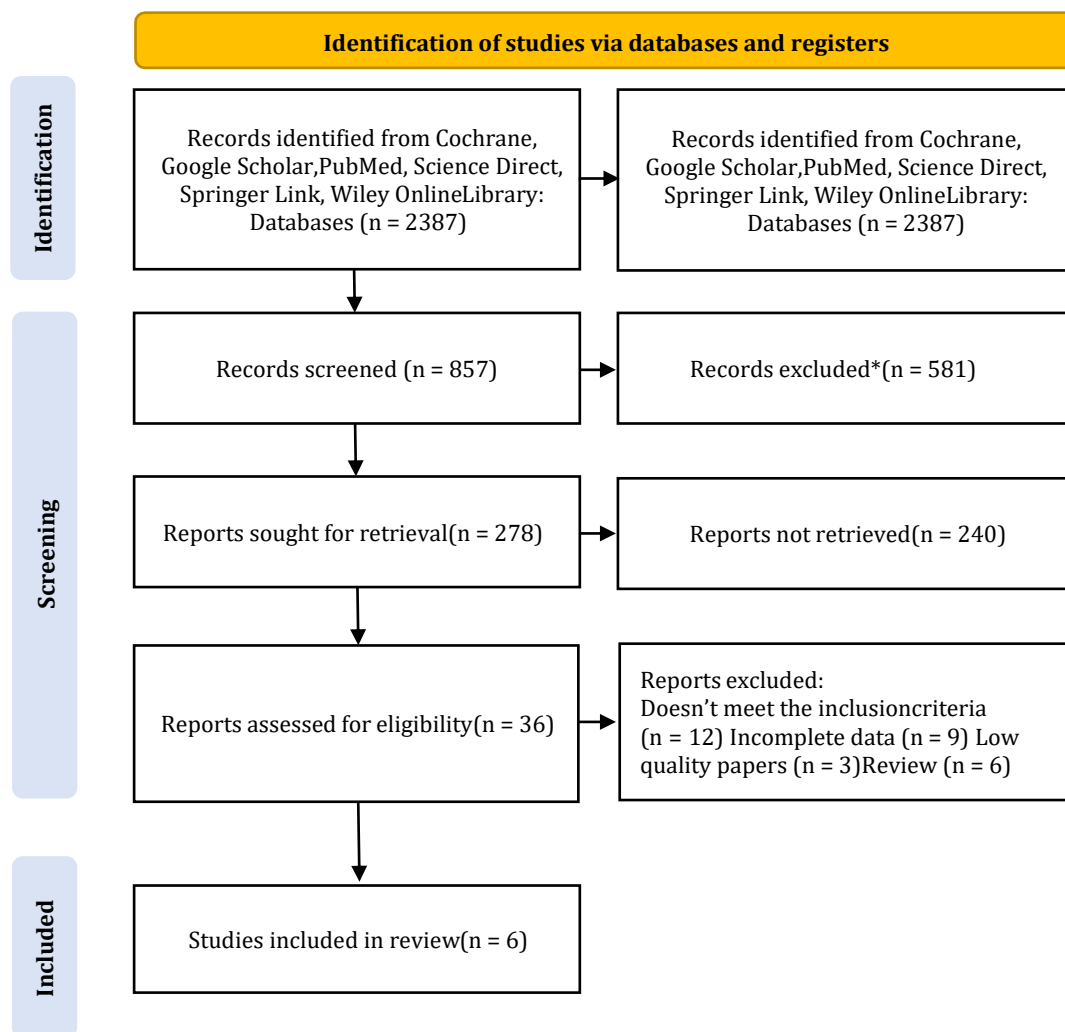 Identification of studies via databases and registers
Identification
Records identified from Cochrane,
Google Scholar,PubMed, Science Direct,
Springer Link, Wiley OnlineLibrary:
Databases (n = 2387)
Records identified from Cochrane,
Google Scholar,PubMed, Science Direct,
Springer Link, Wiley OnlineLibrary:
Databases (n = 2387)
Screening
Records screened (n = 857)
Records excluded*(n = 581)
Reports sought for retrieval(n = 278)
Reports not retrieved(n = 240)
Reports assessed for eligibility(n = 36)
Reports excluded:
Doesn’t meet the inclusioncriteria
(n = 12) Incomplete data (n = 9) Low
quality papers (n = 3)Review (n = 6)
Included
Studies included in review(n = 6)